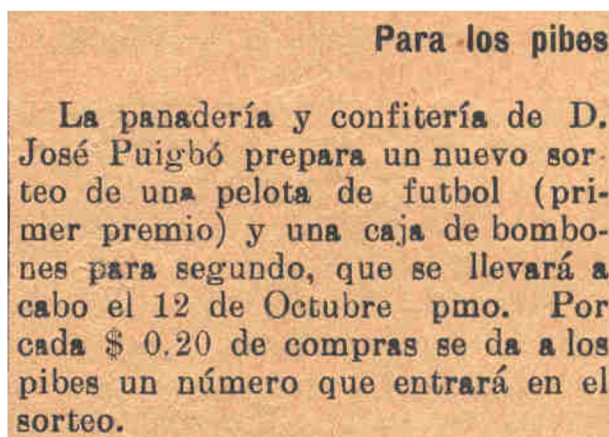 Para los pibes
La panadería y confitería de D.
José Puigbó prepara un nuevo sor-
teo de una pelota de futbol (pri-
mer premio) y una caja de bombo-
nes para segundo, que se llevará a
cabo el 12 de Octubre pmo. Por
cada $ 0.20 de compras se da a los
pibes un número que entrará en el
sorteo.